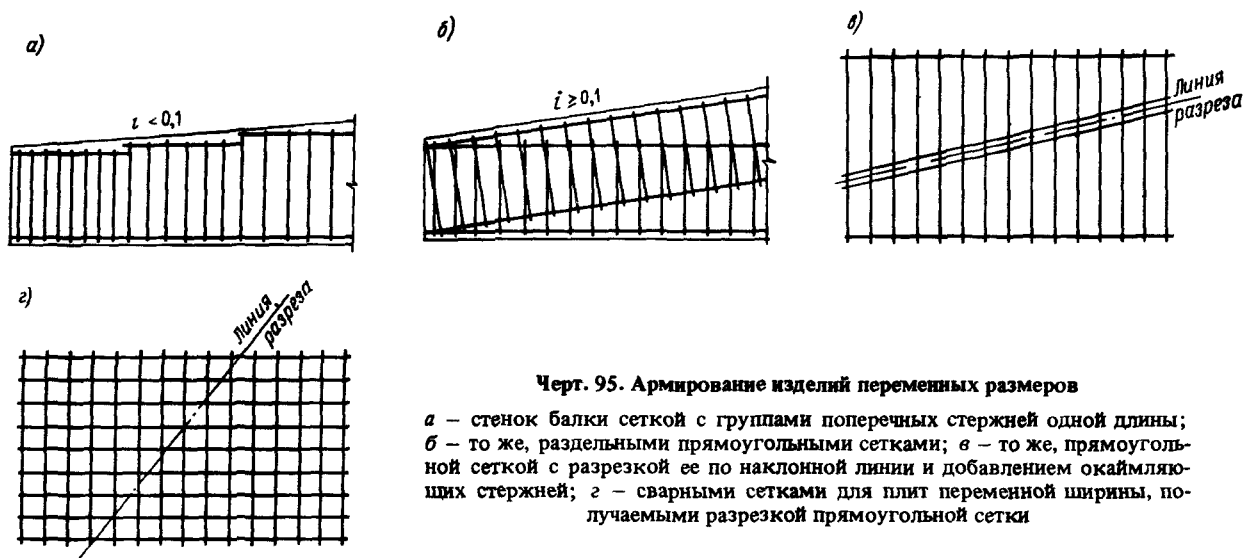 а)
i < 0,1
б)
i ≥ 0,1
в)
Линия
разреза
г)
Линия
разреза
Черт. 95. Армирование изделий переменных размеров
а – стенок балки сеткой с группами поперечных стержней одной длины;
б – то же, раздельными прямоугольными сетками; в – то же, прямоуголь-
ной сеткой с разрезкой ее по наклонной линии и добавлением окаймляю-
щих стержней; г – сварными сетками для плит переменной ширины, по-
лучаемыми разрезкой прямоугольной сетки